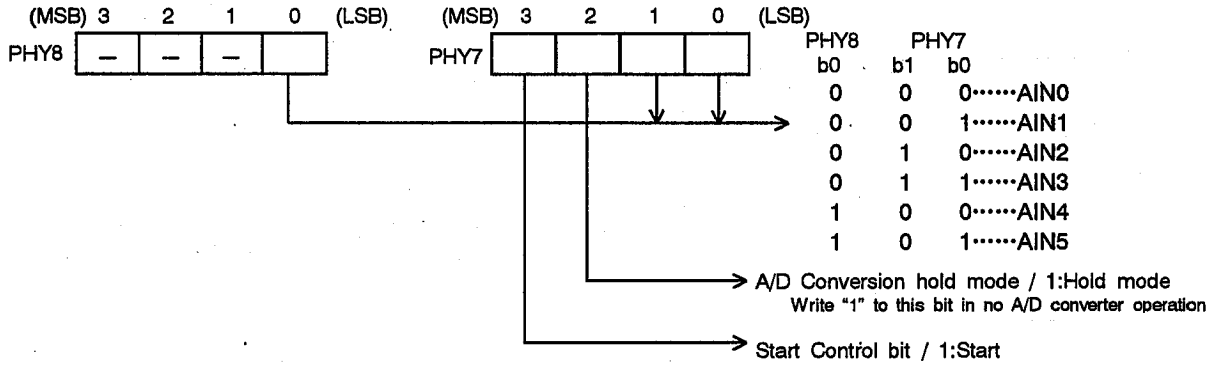 (MSB) 3 2 1 0 (LSB) (MSB) 3 2 1 0 (LSB)
PHY8 – – – PHY7
PHY8 PHY7
b0 b1 b0
0 0 0······AIN0
0 0 1······AIN1
0 1 0······AIN2
0 1 1······AIN3
1 0 0······AIN4
1 0 1······AIN5
A/D Conversion hold mode / 1:Hold mode
Write “1” to this bit in no A/D converter operation
Start Control bit / 1:Start